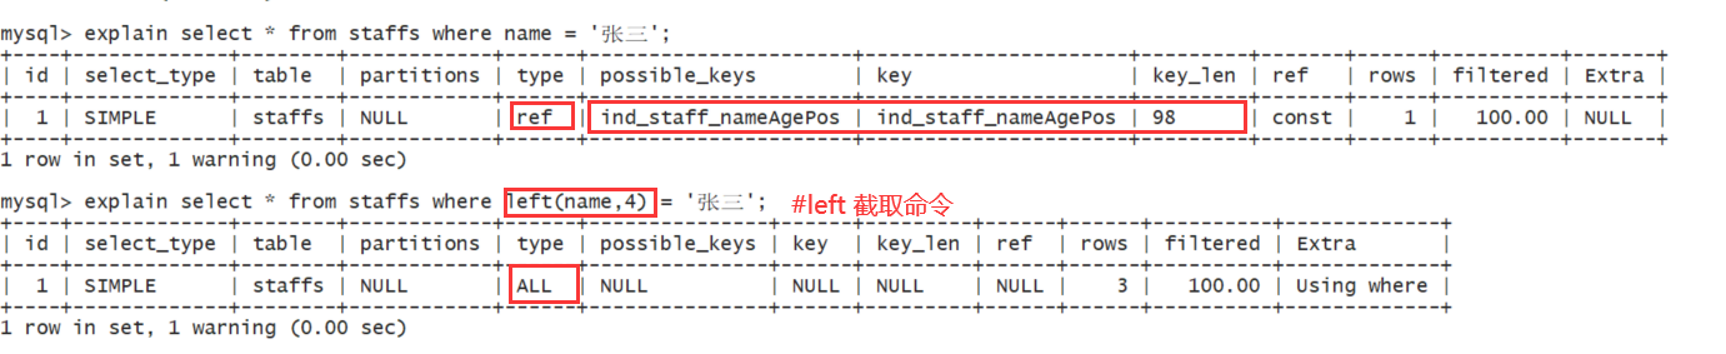 mysql> explain select * from staffs where name = '张三';
+----+-------------+--------+------------+------+----------------------+----------------------+---------+-------+------+----------+-------+
| id | select_type | table | partitions | type | possible_keys | key | key_len | ref | rows | filtered | Extra |
+----+-------------+--------+------------+------+----------------------+----------------------+---------+-------+------+----------+-------+
| 1 | SIMPLE | staffs | NULL | ref | ind_staff_nameAgePos | ind_staff_nameAgePos | 98 | const | 1 | 100.00 | NULL |
+----+-------------+--------+------------+------+----------------------+----------------------+---------+-------+------+----------+-------+
1 row in set, 1 warning (0.00 sec)
mysql> explain select * from staffs where left(name,4) = '张三'; #left 截取命令
+----+-------------+--------+------------+------+---------------+------+---------+------+------+----------+-------------+
| id | select_type | table | partitions | type | possible_keys | key | key_len | ref | rows | filtered | Extra |
+----+-------------+--------+------------+------+---------------+------+---------+------+------+----------+-------------+
| 1 | SIMPLE | staffs | NULL | ALL | NULL | NULL | NULL | NULL | 3 | 100.00 | Using where |
+----+-------------+--------+------------+------+---------------+------+---------+------+------+----------+-------------+
1 row in set, 1 warning (0.00 sec)